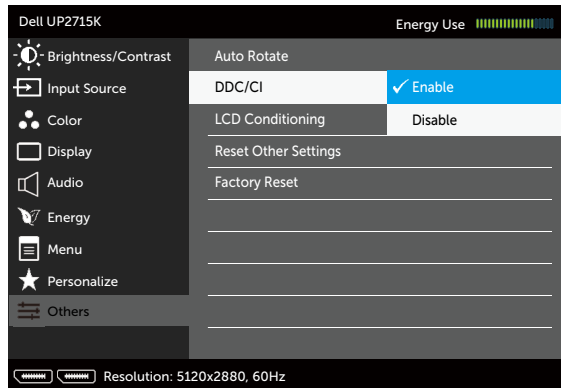 Dell UP2715K
Energy Use
Brightness/Contrast
Auto Rotate
Input Source
DDC/CI
Enable
Color
LCD Conditioning
Disable
Display
Reset Other Settings
Audio
Factory Reset
Energy
Menu
Personalize
Others
Resolution: 5120x2880, 60Hz